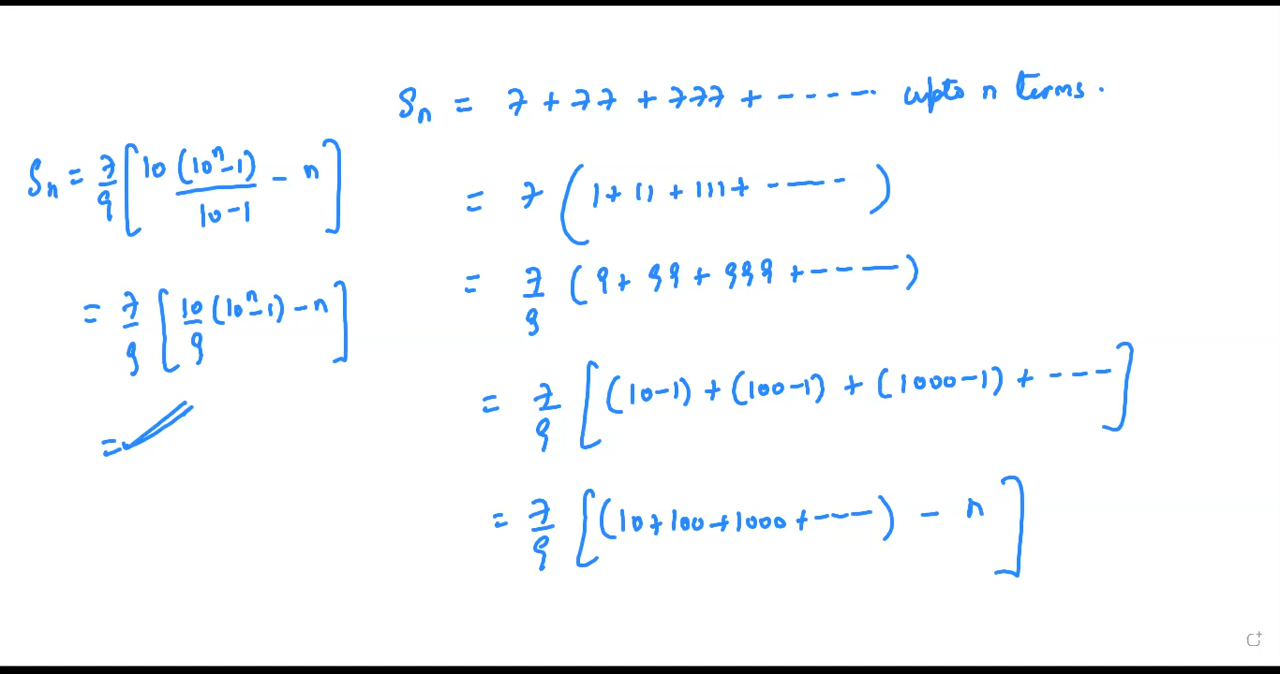 Sn = 7 + 77 + 777 + ----- upto n terms.
= 7 (1 + 11 + 111 + ----)
= 7/9 (9 + 99 + 999 + ----)
= 7/9 [(10-1) + (100-1) + (1000-1) + ---]
= 7/9 [(10+100+1000+---) - n]
Sn = 7/9 [10 (10ⁿ-1)/10-1 - n]
= 7/9 [10/9 (10ⁿ-1) - n]
=